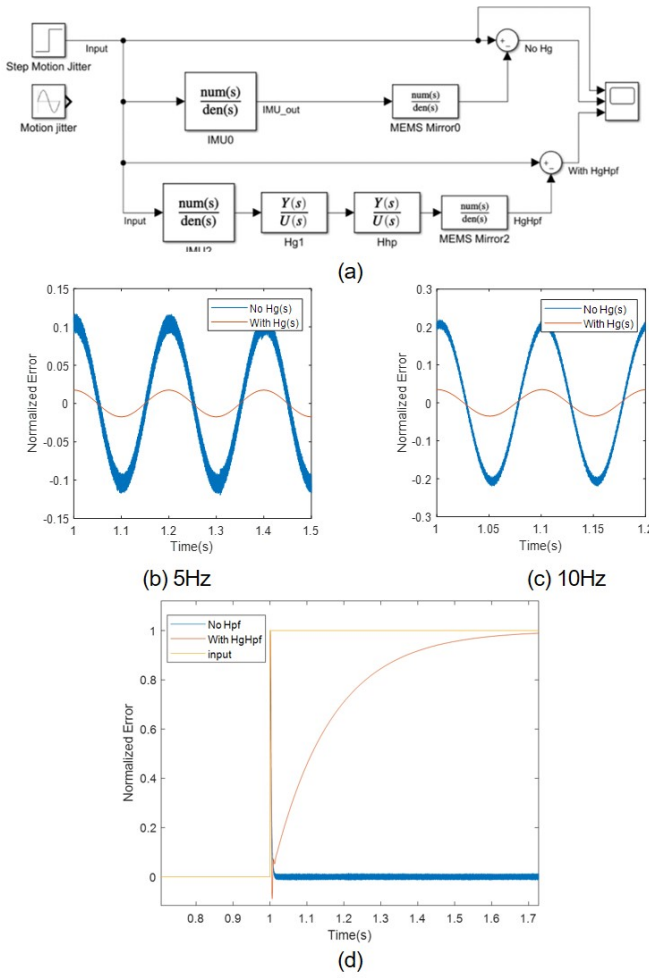 Step Motion Jitter
Input
No Hg
Motion jitter
num(s)
den(s)
IMU0
IMU_out
num(s)
den(s)
MEMS Mirror0
With HgHpf
Input
num(s)
den(s)
IMU2
Y(s)
U(s)
Hg1
Y(s)
U(s)
Hhp
num(s)
den(s)
MEMS Mirror2
HgHpf
(a)
Normalized Error
0.15
0.1
0.05
0
-0.05
-0.1
-0.15
No Hg(s)
With Hg(s)
1 1.1 1.2 1.3 1.4 1.5
Time(s)
(b) 5Hz
Normalized Error
0.3
0.2
0.1
0
-0.1
-0.2
-0.3
No Hg(s)
With Hg(s)
1 1.05 1.1 1.15 1.2
Time(s)
(c) 10Hz
Normalized Error
1
0.8
0.6
0.4
0.2
0
No Hpf
With HgHpf
input
0.8 0.9 1 1.1 1.2 1.3 1.4 1.5 1.6 1.7
Time(s)
(d)